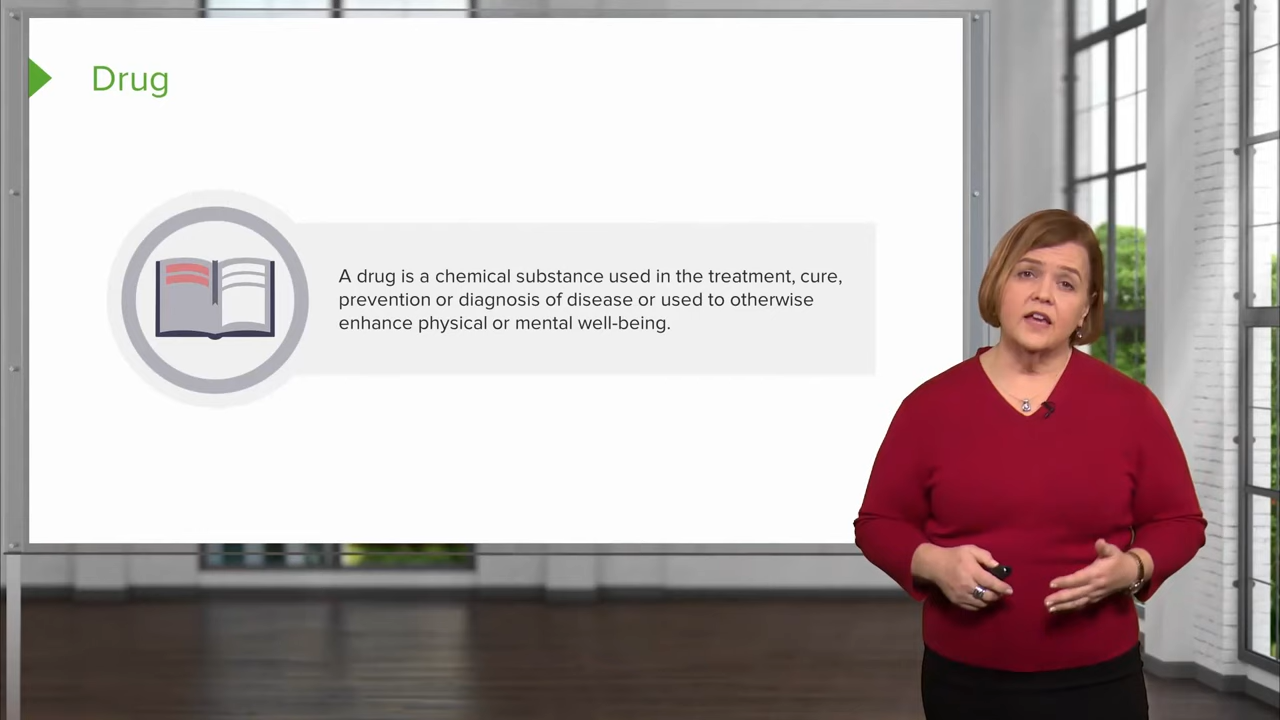 Drug
A drug is a chemical substance used in the treatment, cure,
prevention or diagnosis of disease or used to otherwise
enhance physical or mental well-being.